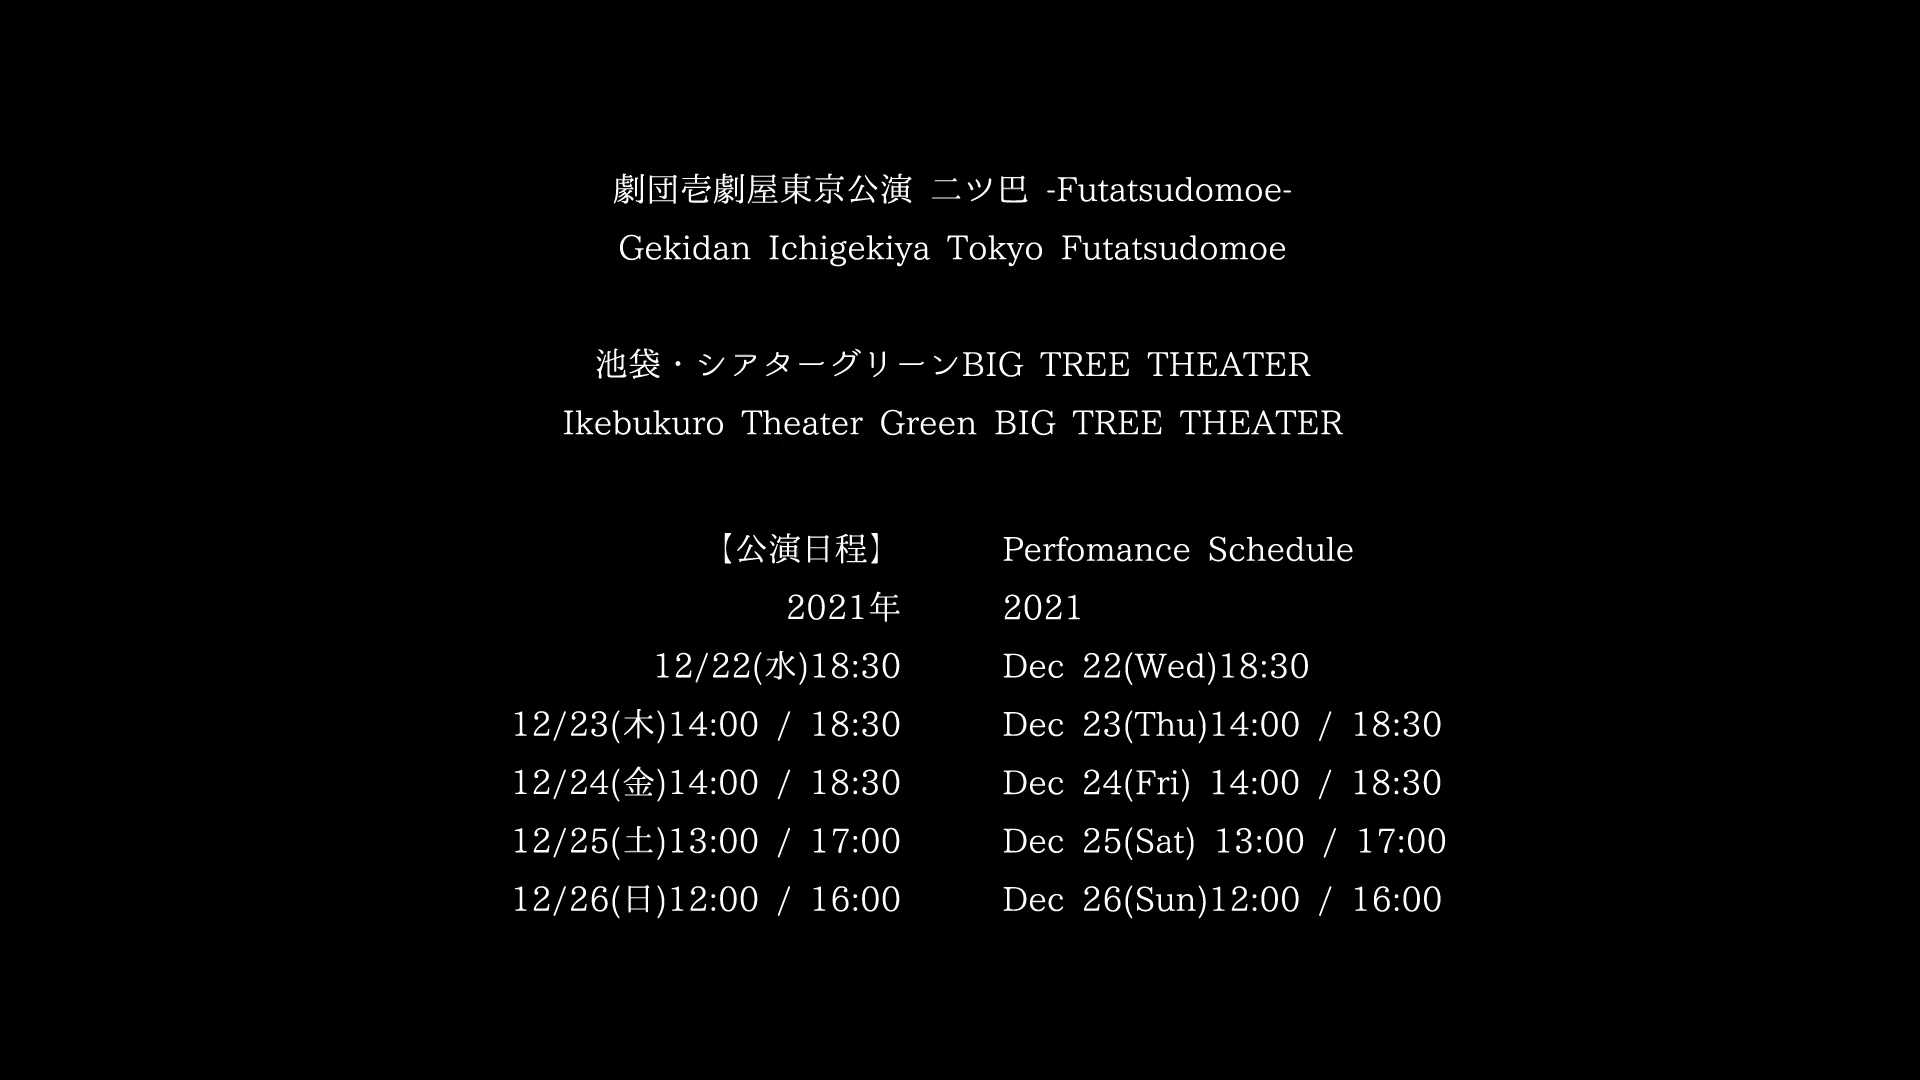 劇団壱劇屋東京公演 二ツ巴 -Futatsudomoe-
Gekidan Ichigekiya Tokyo Futatsudomoe
池袋・シアターグリーンBIG TREE THEATER
Ikebukuro Theater Green BIG TREE THEATER
【公演日程】 Perfomance Schedule
2021年 2021
12/22(水)18:30 Dec 22(Wed)18:30
12/23(木)14:00 / 18:30 Dec 23(Thu)14:00 / 18:30
12/24(金)14:00 / 18:30 Dec 24(Fri) 14:00 / 18:30
12/25(土)13:00 / 17:00 Dec 25(Sat) 13:00 / 17:00
12/26(日)12:00 / 16:00 Dec 26(Sun)12:00 / 16:00